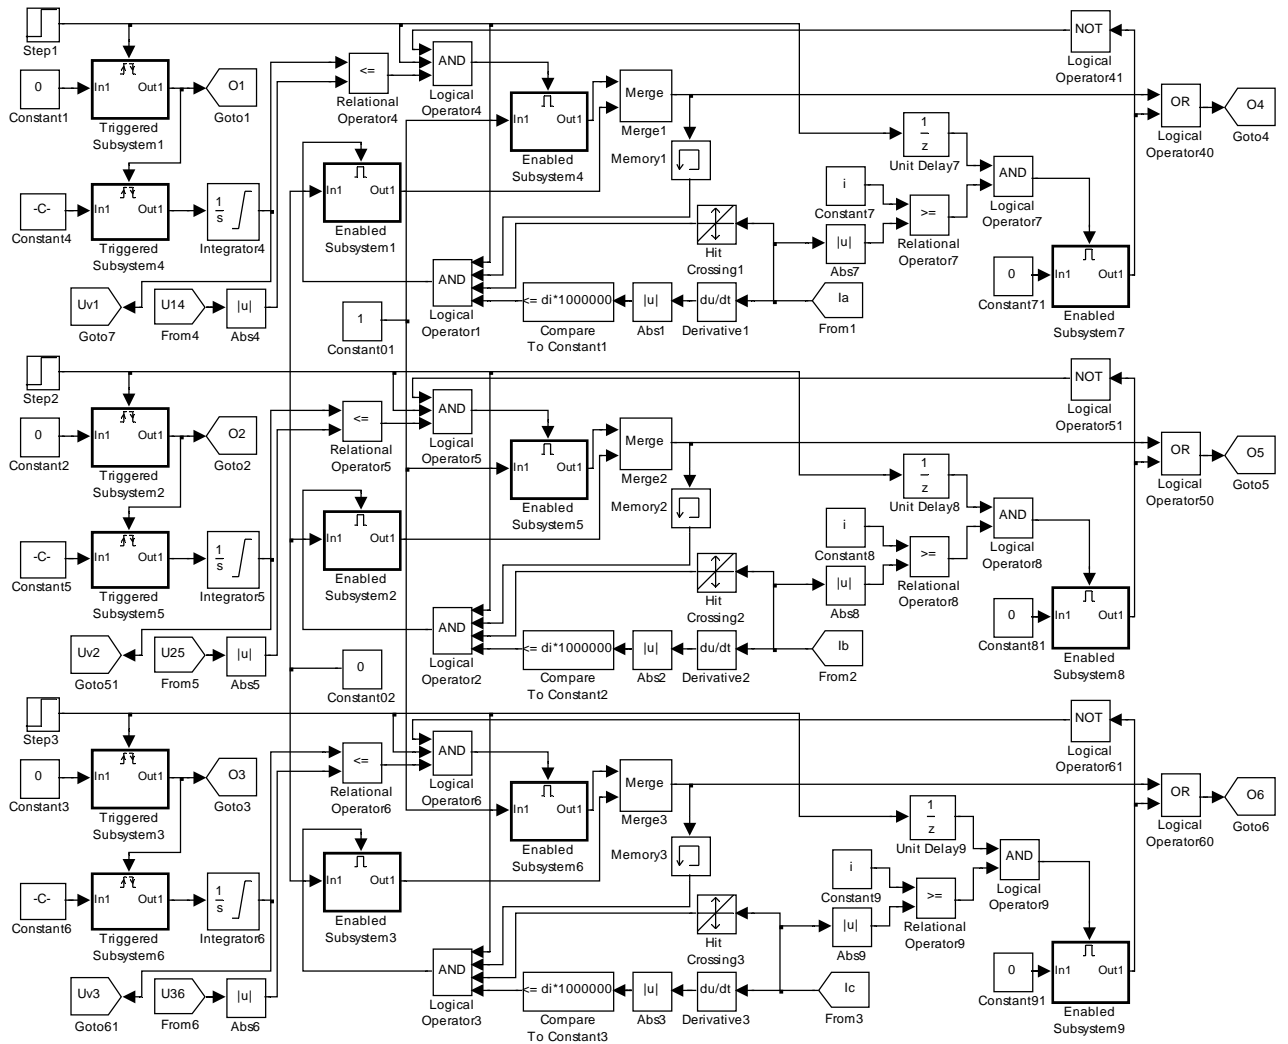 Step1
0
Constant1
In1 Out1
Triggered
Subsystem1
O1
Goto1
-C-
Constant4
In1 Out1
Triggered
Subsystem4
1
s
Integrator4
Uv1
Goto7
U14
From4
|u|
Abs4
<=
Relational
Operator4
AND
Logical
Operator4
In1 Out1
Enabled
Subsystem4
In1 Out1
Enabled
Subsystem1
Merge
Merge1
Memory1
Hit
Crossing1
AND
Logical
Operator1
<= di*1000000
Compare
To Constant1
|u|
Abs1
du/dt
Derivative1
Ia
From1
1
Constant01
1
z
Unit Delay7
i
Constant7
|u|
Abs7
>=
Relational
Operator7
AND
Logical
Operator7
0
Constant71
In1 Out1
Enabled
Subsystem7
NOT
Logical
Operator41
OR
Logical
Operator40
O4
Goto4
Step2
0
Constant2
In1 Out1
Triggered
Subsystem2
O2
Goto2
-C-
Constant5
In1 Out1
Triggered
Subsystem5
1
s
Integrator5
Uv2
Goto51
U25
From5
|u|
Abs5
<=
Relational
Operator5
AND
Logical
Operator5
In1 Out1
Enabled
Subsystem5
In1 Out1
Enabled
Subsystem2
Merge
Merge2
Memory2
Hit
Crossing2
AND
Logical
Operator2
<= di*1000000
Compare
To Constant2
|u|
Abs2
du/dt
Derivative2
Ib
From2
0
Constant02
1
z
Unit Delay8
i
Constant8
|u|
Abs8
>=
Relational
Operator8
AND
Logical
Operator8
0
Constant81
In1 Out1
Enabled
Subsystem8
NOT
Logical
Operator51
OR
Logical
Operator50
O5
Goto5
Step3
0
Constant3
In1 Out1
Triggered
Subsystem3
O3
Goto3
-C-
Constant6
In1 Out1
Triggered
Subsystem6
1
s
Integrator6
Uv3
Goto61
U36
From6
|u|
Abs6
<=
Relational
Operator6
AND
Logical
Operator6
In1 Out1
Enabled
Subsystem6
In1 Out1
Enabled
Subsystem3
Merge
Merge3
Memory3
Hit
Crossing3
AND
Logical
Operator3
<= di*1000000
Compare
To Constant3
|u|
Abs3
du/dt
Derivative3
Ic
From3
1
z
Unit Delay9
i
Constant9
|u|
Abs9
>=
Relational
Operator9
AND
Logical
Operator9
0
Constant91
In1 Out1
Enabled
Subsystem9
NOT
Logical
Operator61
OR
Logical
Operator60
O6
Goto6